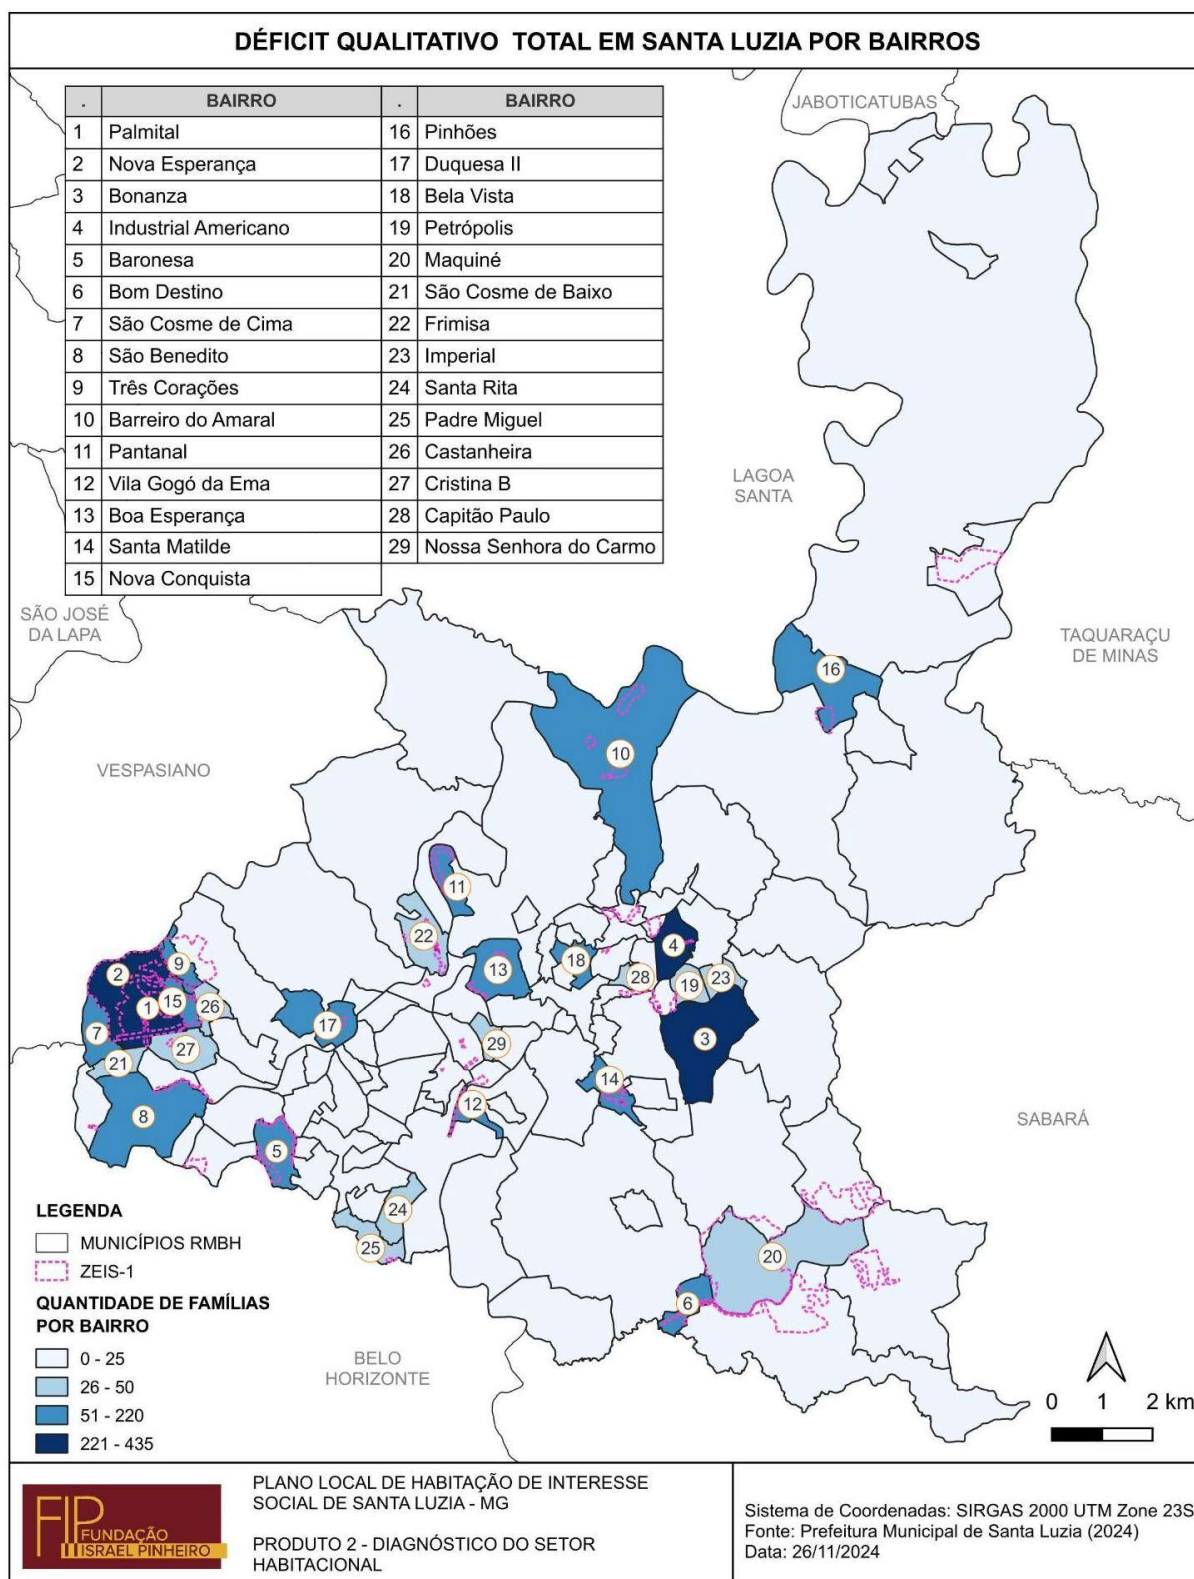 DÉFICIT QUALITATIVO TOTAL EM SANTA LUZIA POR BAIRROS
. BAIRRO . BAIRRO
1 Palmital 16 Pinhões
2 Nova Esperança 17 Duquesa II
3 Bonanza 18 Bela Vista
4 Industrial Americano 19 Petrópolis
5 Baronesa 20 Maquiné
6 Bom Destino 21 São Cosme de Baixo
7 São Cosme de Cima 22 Frimisa
8 São Benedito 23 Imperial
9 Três Corações 24 Santa Rita
10 Barreiro do Amaral 25 Padre Miguel
11 Pantanal 26 Castanheira
12 Vila Gogó da Ema 27 Cristina B
13 Boa Esperança 28 Capitão Paulo
14 Santa Matilde 29 Nossa Senhora do Carmo
15 Nova Conquista
JABOTICATUBAS
LAGOA
SANTA
SÃO JOSÉ
DA LAPA
TAQUARAÇU
DE MINAS
16
10
VESPASIANO
11
22
4
18
13
9
2
28
23
19
15
1
26
17
7
3
29
27
21
14
12
8
SABARÁ
5
24
25
20
6
BELO
HORIZONTE
LEGENDA
MUNICÍPIOS RMBH
ZEIS-1
QUANTIDADE DE FAMÍLIAS
POR BAIRRO
0 - 25
26 - 50
51 - 220
221 - 435
0 1 2 km
FIP
FUNDAÇÃO
ISRAEL PINHEIRO
PLANO LOCAL DE HABITAÇÃO DE INTERESSE
SOCIAL DE SANTA LUZIA - MG
PRODUTO 2 - DIAGNÓSTICO DO SETOR
HABITACIONAL
Sistema de Coordenadas: SIRGAS 2000 UTM Zone 23S
Fonte: Prefeitura Municipal de Santa Luzia (2024)
Data: 26/11/2024